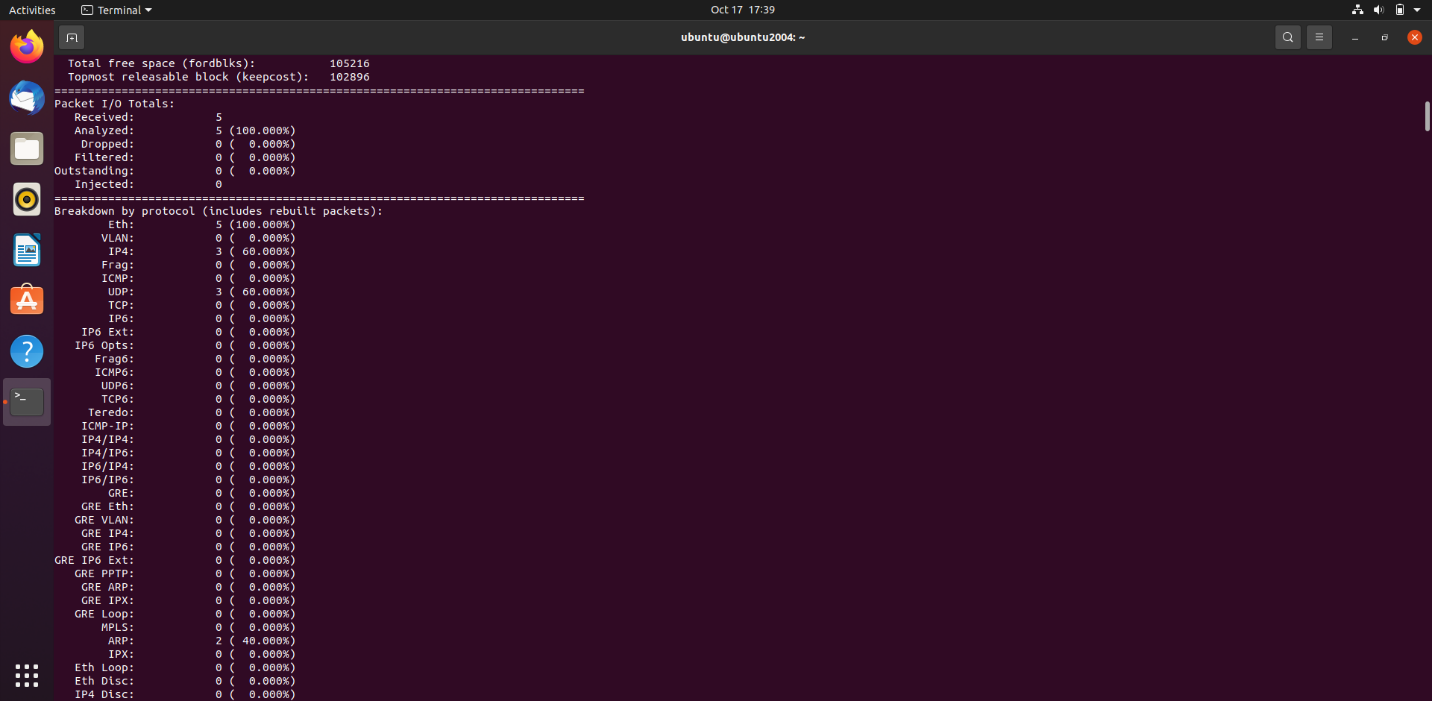 Activities Terminal Oct 17 17:39
ubuntu@ubuntu2004: ~
Total free space (fordblks): 105216
Topmost releasable block (keepcost): 102896
===============================================================================
Packet I/O Totals:
Received: 5
Analyzed: 5 (100.000%)
Dropped: 0 (  0.000%)
Filtered: 0 (  0.000%)
Outstanding: 0 (  0.000%)
Injected: 0
===============================================================================
Breakdown by protocol (includes rebuilt packets):
Eth: 5 (100.000%)
VLAN: 0 (  0.000%)
IP4: 3 ( 60.000%)
Frag: 0 (  0.000%)
ICMP: 0 (  0.000%)
UDP: 3 ( 60.000%)
TCP: 0 (  0.000%)
IP6: 0 (  0.000%)
IP6 Ext: 0 (  0.000%)
IP6 Opts: 0 (  0.000%)
Frag6: 0 (  0.000%)
ICMP6: 0 (  0.000%)
UDP6: 0 (  0.000%)
TCP6: 0 (  0.000%)
Teredo: 0 (  0.000%)
ICMP-IP: 0 (  0.000%)
IP4/IP4: 0 (  0.000%)
IP4/IP6: 0 (  0.000%)
IP6/IP4: 0 (  0.000%)
IP6/IP6: 0 (  0.000%)
GRE: 0 (  0.000%)
GRE Eth: 0 (  0.000%)
GRE VLAN: 0 (  0.000%)
GRE IP4: 0 (  0.000%)
GRE IP6: 0 (  0.000%)
GRE IP6 Ext: 0 (  0.000%)
GRE PPTP: 0 (  0.000%)
GRE ARP: 0 (  0.000%)
GRE IPX: 0 (  0.000%)
GRE Loop: 0 (  0.000%)
MPLS: 0 (  0.000%)
ARP: 2 ( 40.000%)
IPX: 0 (  0.000%)
Eth Loop: 0 (  0.000%)
Eth Disc: 0 (  0.000%)
IP4 Disc: 0 (  0.000%)